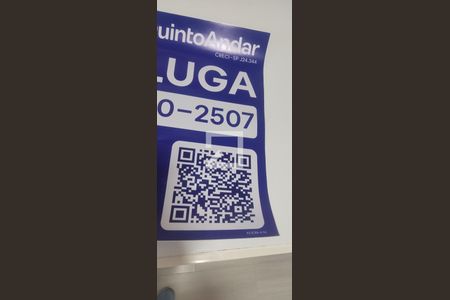 uintoAndar
CRECI-SP J24.344
LUGA
0-2507